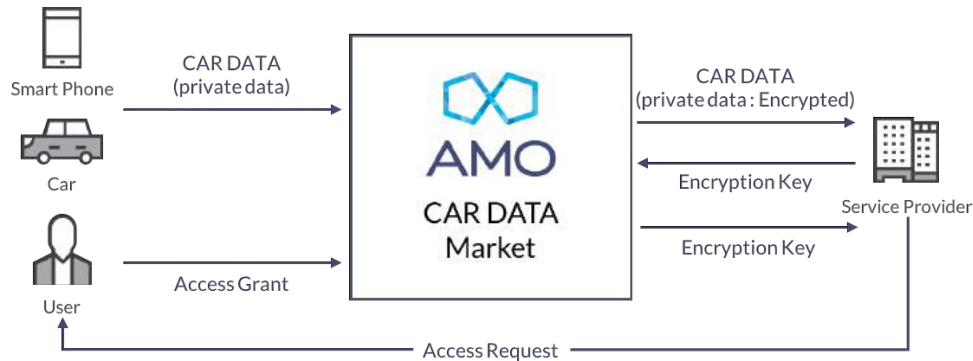 Smart Phone
Car
User
CAR DATA
(private data)
Access Grant
AMO
CAR DATA
Market
CAR DATA
(private data : Encrypted)
Encryption Key
Encryption Key
Service Provider
Access Request